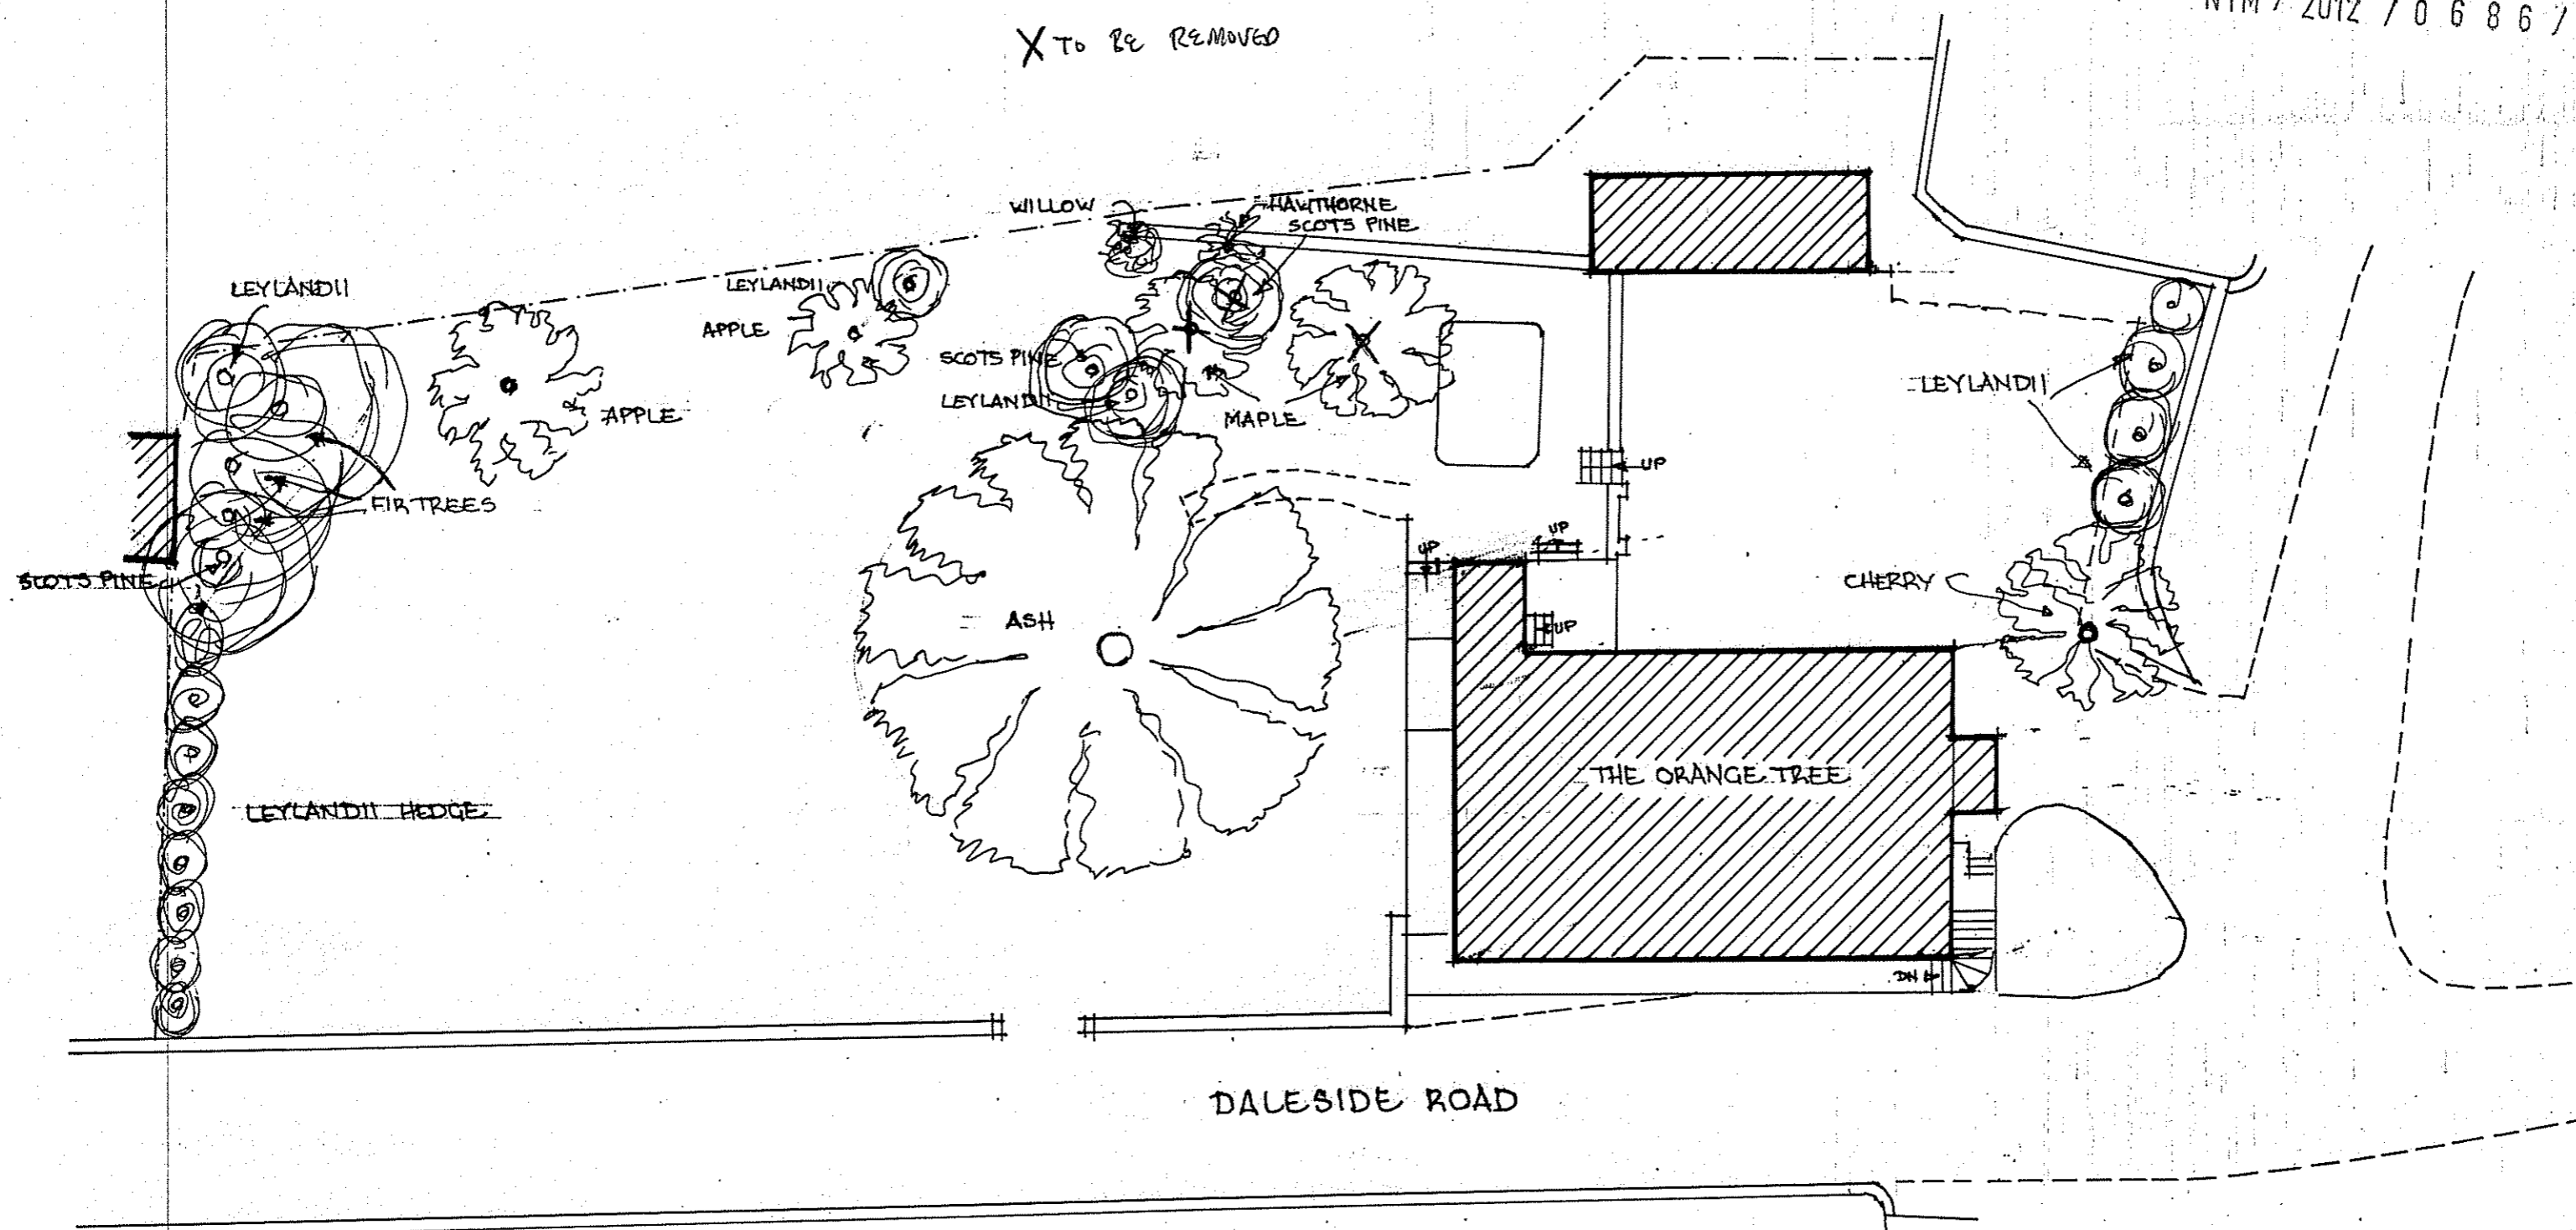 NYM / 2012 / 0 6 8 6 /
X TO BE REMOVED
WILLOW
HAWTHORNE
SCOTS PINE
LEYLANDII
LEYLANDII
APPLE
SCOTS PINE
LEYLANDII
MAPLE
APPLE
LEYLANDII
UP
FIR TREES
UP
UP
SCOTS PINE
CHERRY
ASH
UP
THE ORANGE TREE
LEYLANDII HEDGE
DN
DALESIDE ROAD